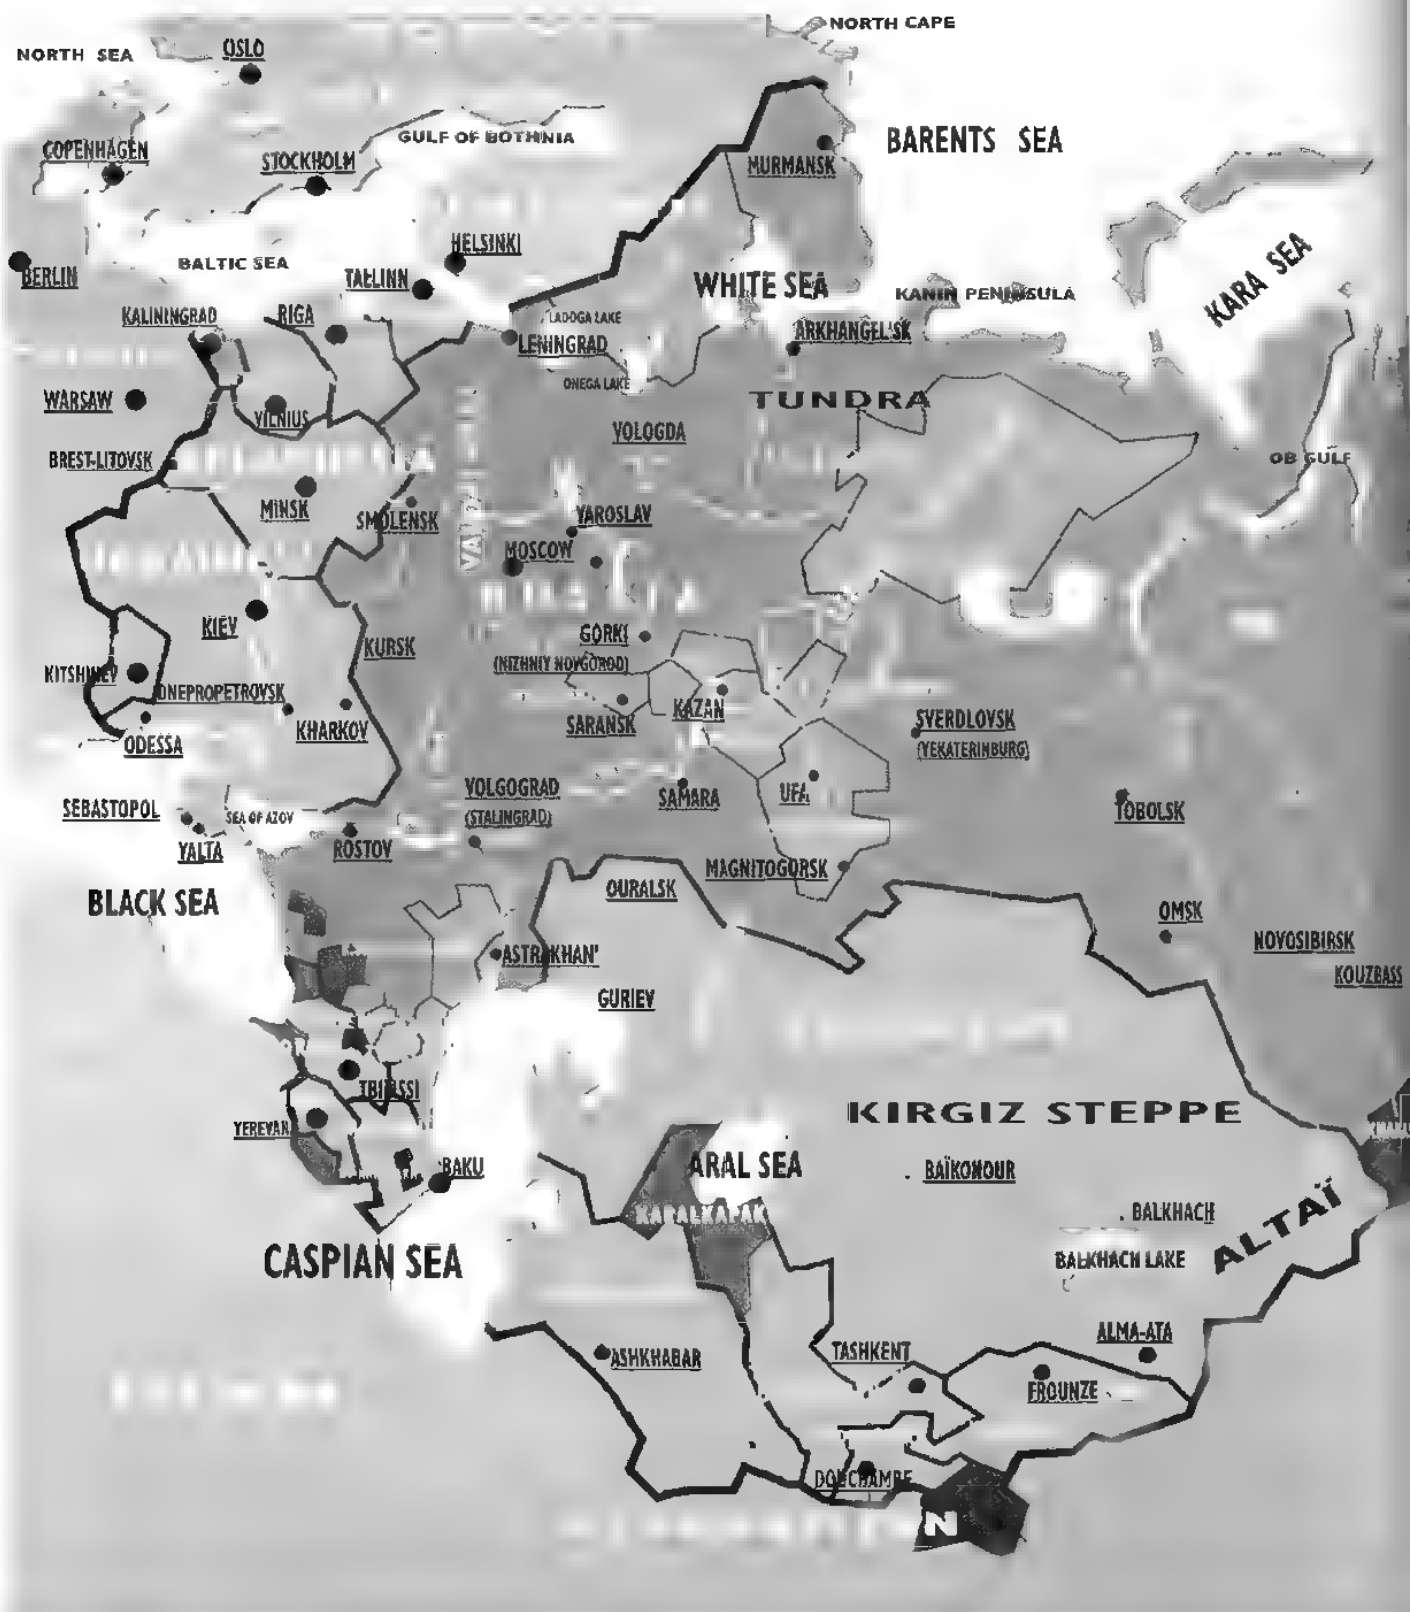 NORTH CAPE
NORTH SEA
OSLO
BARENTS SEA
GULF OF BOTHNIA
COPENHAGEN
STOCKHOLM
MURMANSK
HELSINKI
BALTIC SEA
BERLIN
TALLINN
WHITE SEA
KANIN PENINSULA
KARA SEA
KALININGRAD
RIGA
LADOGA LAKE
LENINGRAD
ARKHANGEL'SK
ONEGA LAKE
WARSAW
VILNIUS
TUNDRA
VOLOGDA
BREST-LITOVSK
OB GULF
MINSK
SMOLENSK
YAROSLAV
MOSCOW
KIEV
GORKI
(NIZHNIY NOVGOROD)
KURSK
KITSHINEV
DNEPROPETROVSK
KAZAN
SARANSK
SVERDLOVSK
(YEKATERINBURG)
KHARKOV
ODESSA
VOLGOGRAD
(STALINGRAD)
SAMARA
UFA
TOBOLSK
SEBASTOPOL
SEA OF AZOV
YALTA
ROSTOV
MAGNITOGORSK
OURALSK
BLACK SEA
OMSK
NOVOSIBIRSK
KOUZBASS
ASTRAKHAN'
GURIEV
TBILISSI
KIRGIZ STEPPE
YEREVAN
BAKU
ARAL SEA
BAÏKONOUR
KARALKAPAK
BALKHACH
ALTAÏ
CASPIAN SEA
BALKHACH LAKE
ALMA-ATA
ASHKHABAR
TASHKENT
FROUNZE
DOUCHAMBE